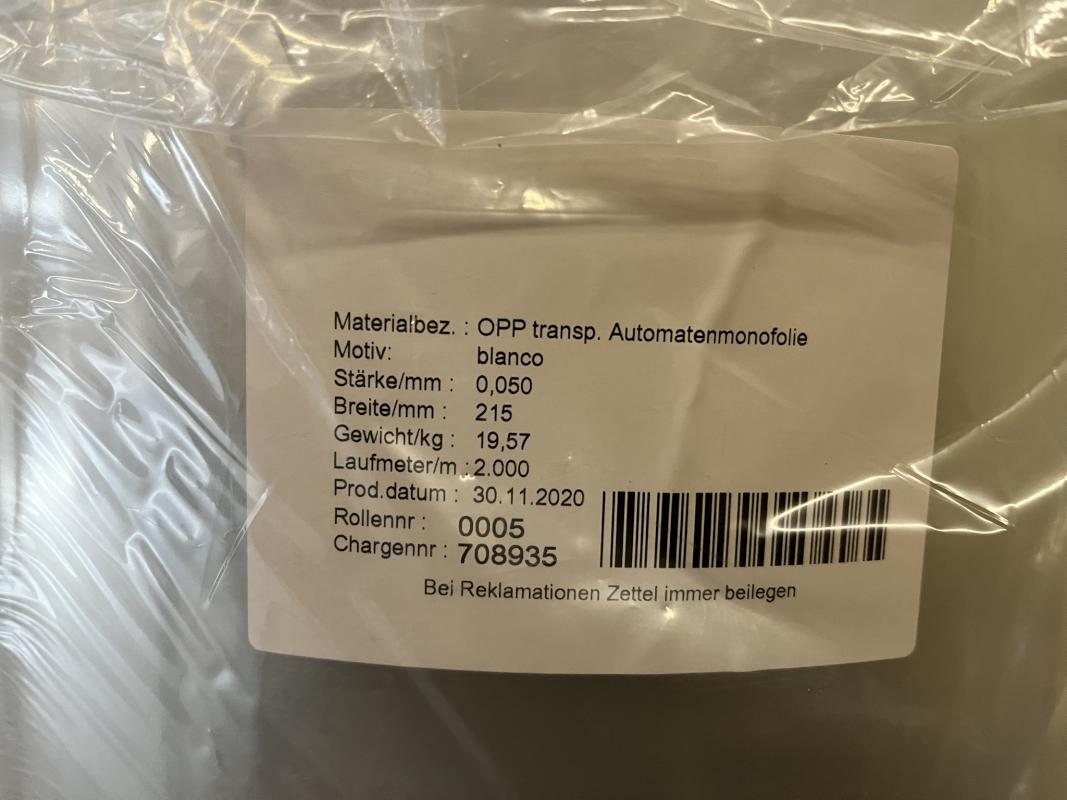 Materialbez. : OPP transp. Automatenmonofolie
Motiv: blanco
Stärke/mm : 0,050
Breite/mm : 215
Gewicht/kg : 19,57
Laufmeter/m : 2.000
Prod.datum : 30.11.2020
Rollennr : 0005
Chargennr : 708935
Bei Reklamationen Zettel immer beilegen